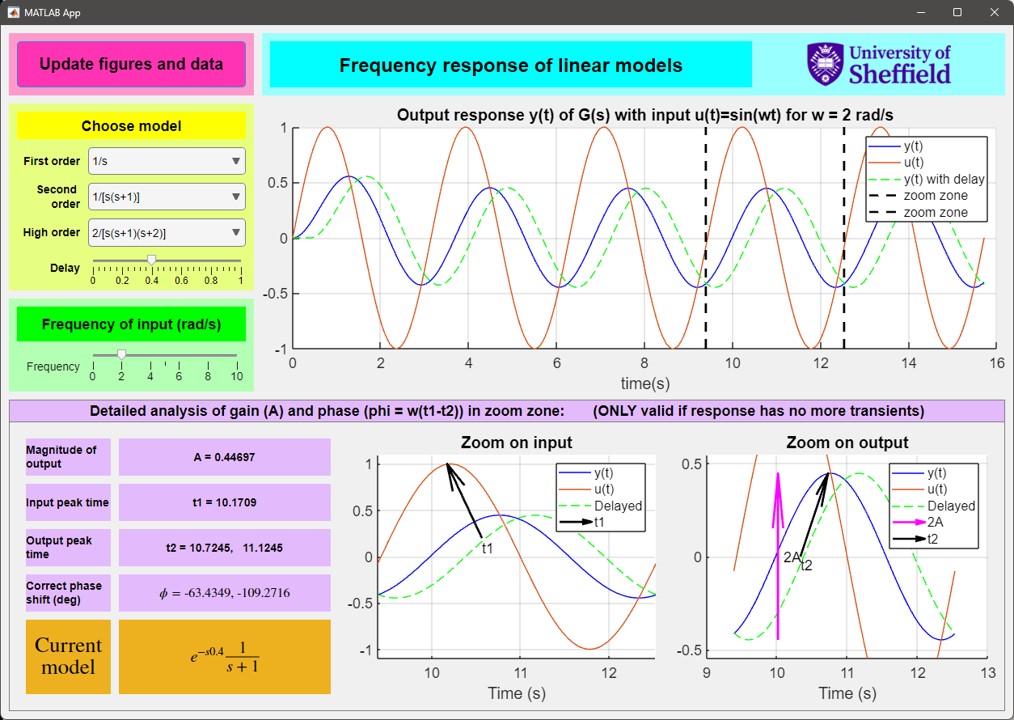 MATLAB App
Update figures and data
Frequency response of linear models
University of
Sheffield
Choose model
First order
1/s
Second
order
1/[s(s+1)]
High order
2/[s(s+1)(s+2)]
Delay
0 0.2 0.4 0.6 0.8 1
Frequency of input (rad/s)
Frequency
0 2 4 6 8 10
Output response y(t) of G(s) with input u(t)=sin(wt) for w = 2 rad/s
1
0.5
0
-0.5
-1
0 2 4 6 8 10 12 14 16
time(s)
y(t)
u(t)
y(t) with delay
zoom zone
zoom zone
Detailed analysis of gain (A) and phase (phi = w(t1-t2)) in zoom zone: (ONLY valid if response has no more transients)
Magnitude of
output
A = 0.44697
Input peak time
t1 = 10.1709
Output peak
time
t2 = 10.7245, 11.1245
Correct phase
shift (deg)
ϕ = -63.4349, -109.2716
Current
model
e^{-s0.4} 1/(s + 1)
Zoom on input
1
0.5
0
-0.5
-1
10 11 12
Time (s)
y(t)
u(t)
Delayed
t1
t1
Zoom on output
0.5
0
-0.5
9 10 11 12 13
Time (s)
y(t)
u(t)
Delayed
2A
t2
2A
t2